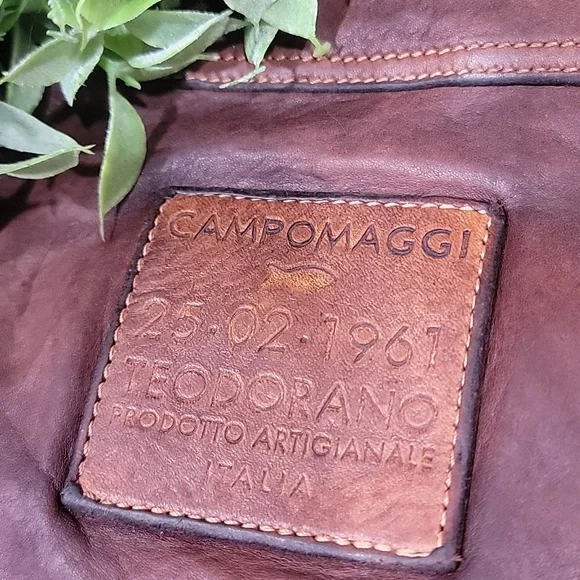 CAMPOMAGGI
25·02·1961
TEODORANO
PRODOTTO ARTIGIANALE
ITALIA